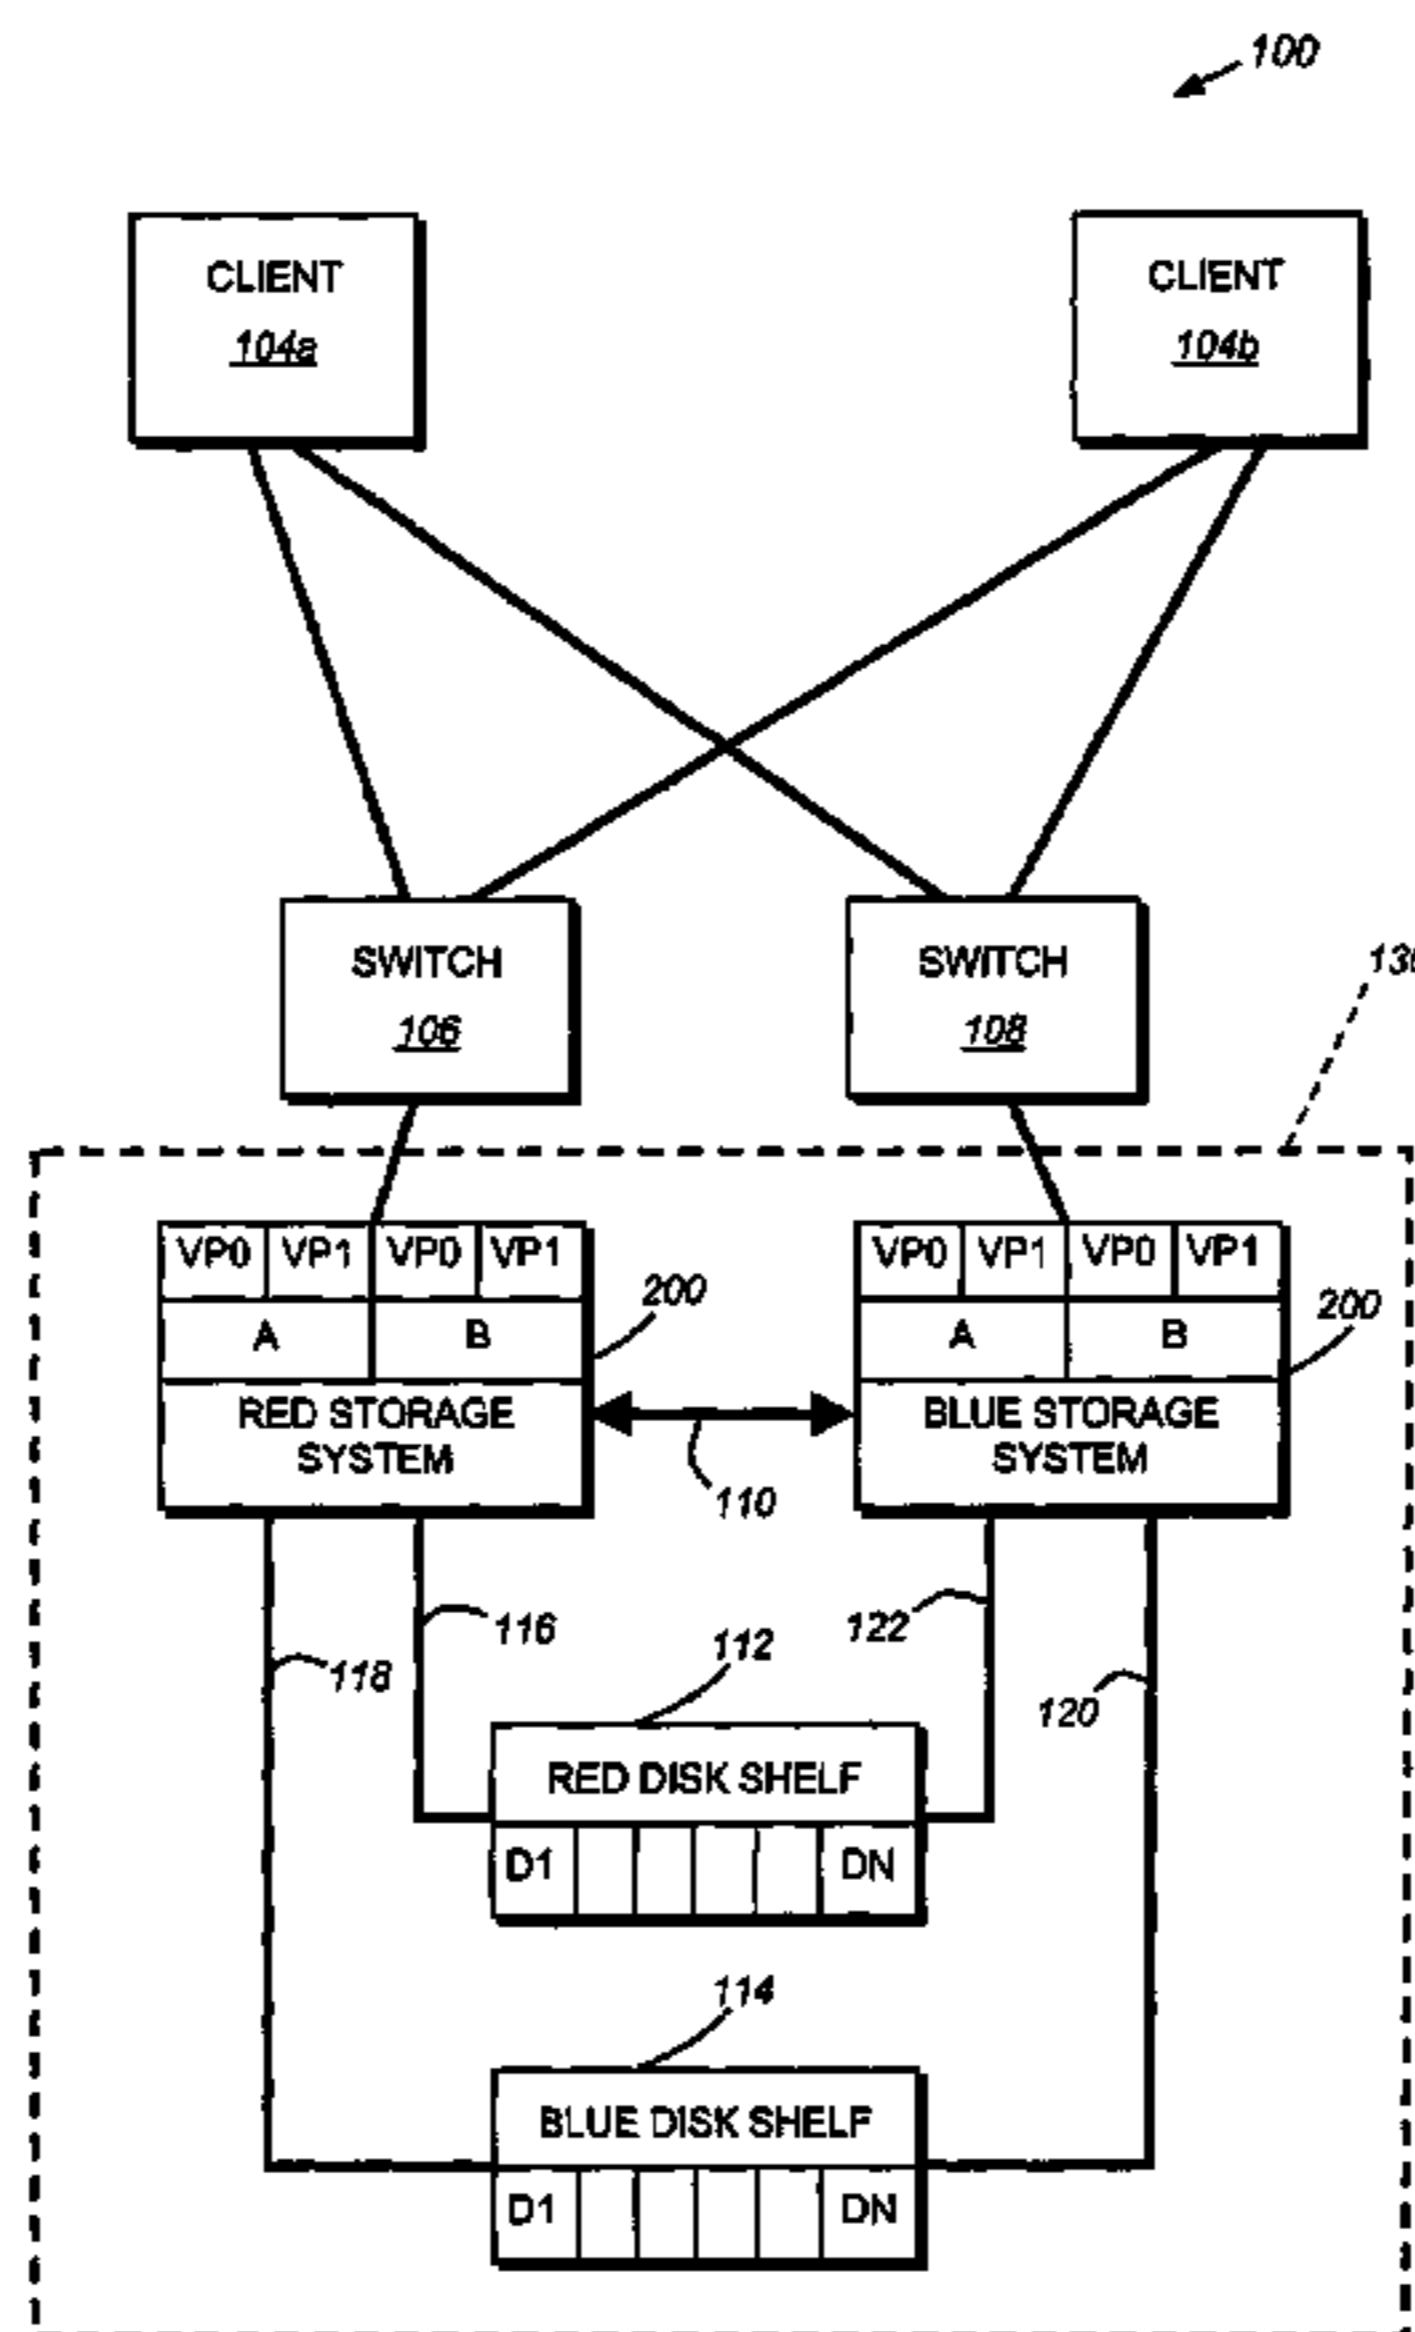 100
CLIENT
104a
CLIENT
104b
SWITCH
106
SWITCH
108
VP0 VP1 VP0 VP1
A B
RED STORAGE
SYSTEM
200
VP0 VP1 VP0 VP1
A B
BLUE STORAGE
SYSTEM
200
110
116
118
122
120
112
RED DISK SHELF
D1 DN
114
BLUE DISK SHELF
D1 DN